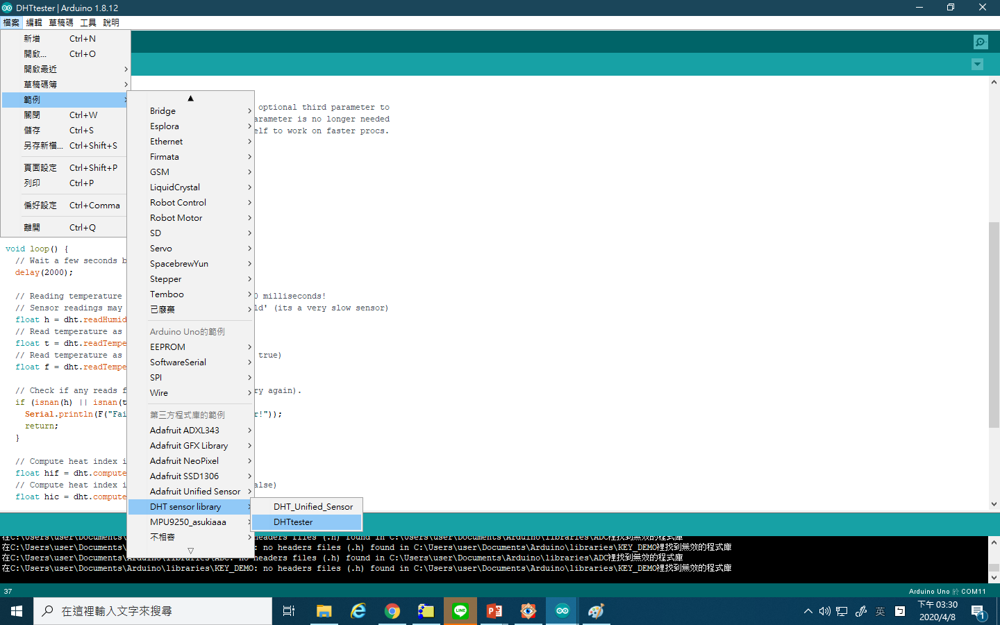 DHTtester | Arduino 1.8.12
檔案 編輯 草稿碼 工具 說明
新增 Ctrl+N
開啟... Ctrl+O
開啟最近
草稿碼簿
範例
關閉 Ctrl+W
儲存 Ctrl+S
另存新檔... Ctrl+Shift+S
頁面設定 Ctrl+Shift+P
列印 Ctrl+P
偏好設定 Ctrl+Comma
離開 Ctrl+Q
Bridge
Esplora
Ethernet
Firmata
GSM
LiquidCrystal
Robot Control
Robot Motor
SD
Servo
SpacebrewYun
Stepper
Temboo
已廢棄
Arduino Uno的範例
EEPROM
SoftwareSerial
SPI
Wire
第三方程式庫的範例
Adafruit ADXL343
Adafruit GFX Library
Adafruit NeoPixel
Adafruit SSD1306
Adafruit Unified Sensor
DHT sensor library
MPU9250_asukiaaa
不相容
DHT_Unified_Sensor
DHTtester
optional third parameter to
arameter is no longer needed
elf to work on faster procs.
void loop() {
// Wait a few seconds b
delay(2000);
// Reading temperature 0 milliseconds!
// Sensor readings may ld' (its a very slow sensor)
float h = dht.readHumid
// Read temperature as
float t = dht.readTempe
// Read temperature as true)
float f = dht.readTempe
// Check if any reads f ry again).
if (isnan(h) || isnan(t
Serial.println(F("Fai r!"));
return;
}
// Compute heat index i
float hif = dht.compute
// Compute heat index i alse)
float hic = dht.compute
在C:\Users\user\Documents\ headers files (.h) found in C:\Users\user\Documents\Arduino\libraries\ADC裡找到無效的程式庫
在C:\Users\user\Documents\ : no headers files (.h) found in C:\Users\user\Documents\Arduino\libraries\KEY_DEMO裡找到無效的程式庫
在C:\Users\user\Documents\Arduino\libraries\ADC: no headers files (.h) found in C:\Users\user\Documents\Arduino\libraries\ADC裡找到無效的程式庫
在C:\Users\user\Documents\Arduino\libraries\KEY_DEMO: no headers files (.h) found in C:\Users\user\Documents\Arduino\libraries\KEY_DEMO裡找到無效的程式庫
37 Arduino Uno 於 COM11
在這裡輸入文字來搜尋
LINE
英 ㄅ
下午 03:30
2020/4/8
1